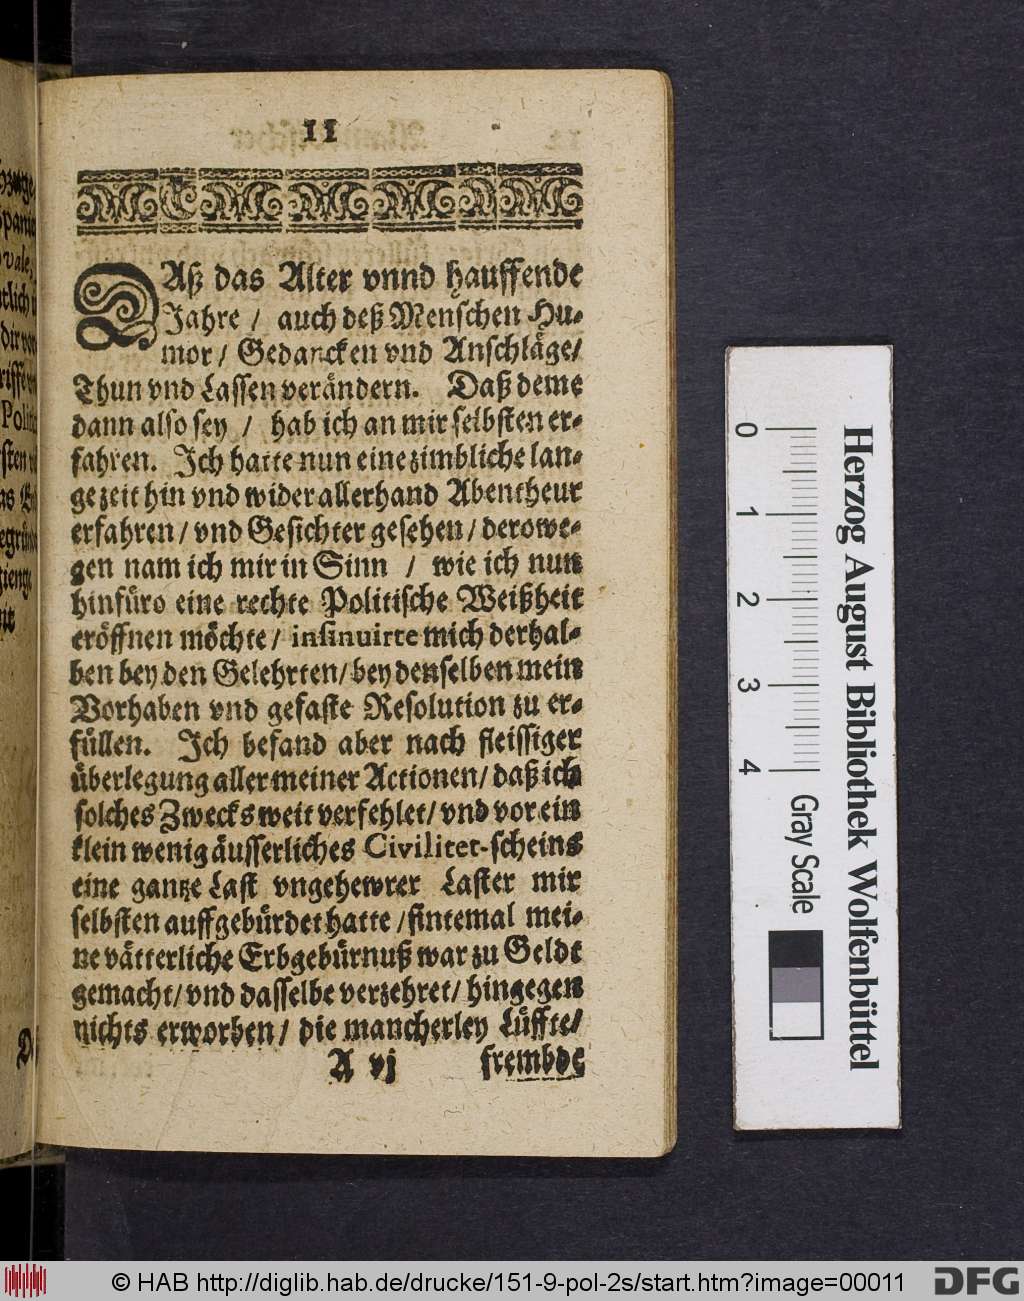 11
DAß das Alter vnnd hauffende
Jahre / auch deß Menschen Hu-
mor / Gedancken vnd Anschläge/
Thun vnd Lassen verändern. Daß deme
dann also sey / hab ich an mir selbsten er-
fahren. Ich hatte nun eine zimbliche lan-
ge zeit hin vnd wider allerhand Abentheur
erfahren / vnd Gesichter gesehen / derowe-
gen nam ich mir in Sinn / wie ich nun
hinfüro eine rechte Politische Weißheit
eröffnen möchte / insinuirte mich derhal-
ben bey den Gelehrten/ bey denselben mein
Vorhaben vnd gefaste Resolution zu er-
füllen. Ich befand aber nach fleissiger
überlegung aller meiner Actionen/ daß ich
solches Zwecks weit verfehlet/ vnd vor ein
klein wenig äusserliches Civilitet-scheins
eine gantze Last vngehewrer Laster mir
selbsten auffgebürdet hatte / sintemal mei-
ne vätterliche Erbgebürnuß war zu Geldt
gemacht/ vnd dasselbe verzehret/ hingegen
nichts erworben / die mancherley Lüffte/
A vj frembde
Herzog August Bibliothek Wolfenbüttel
0 1 2 3 4 Gray Scale
© HAB http://diglib.hab.de/drucke/151-9-pol-2s/start.htm?image=00011
DFG